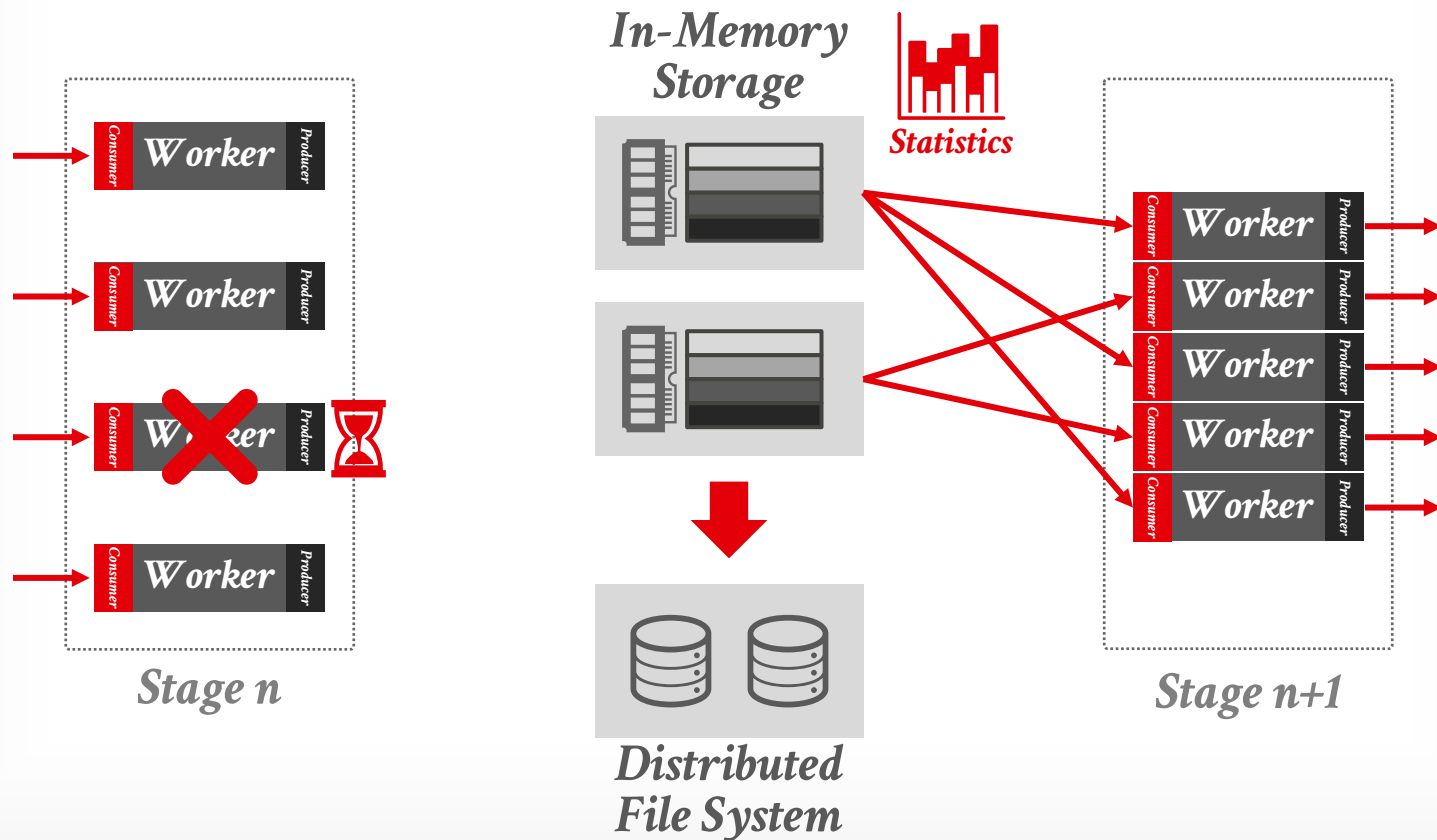 In-Memory
Storage
Statistics
Consumer Worker Producer
Consumer Worker Producer
Consumer Worker Producer
Consumer Worker Producer
Stage n
Consumer Worker Producer
Consumer Worker Producer
Consumer Worker Producer
Consumer Worker Producer
Consumer Worker Producer
Stage n+1
Distributed
File System